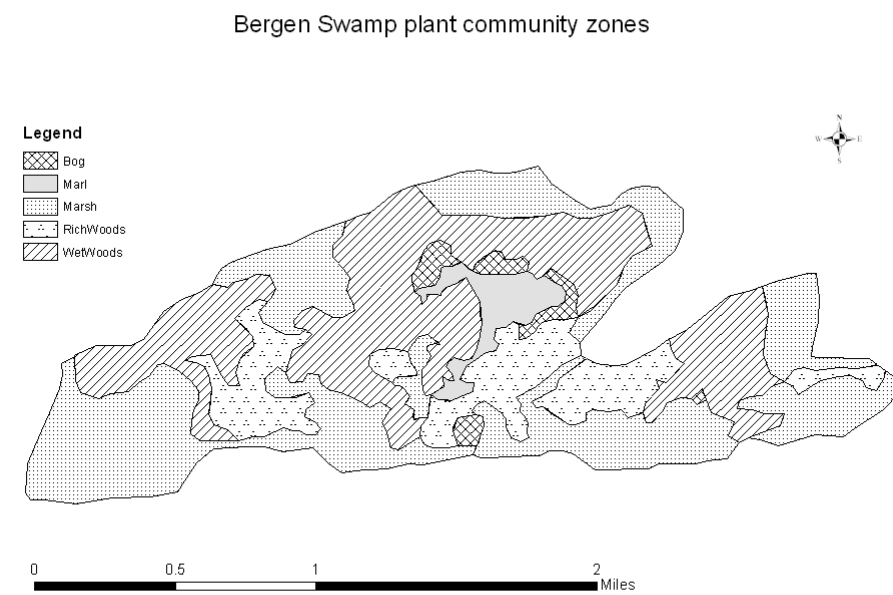 Bergen Swamp plant community zones
Legend
Bog
Marl
Marsh
RichWoods
WetWoods
N
W E
S
0 0.5 1 2
Miles